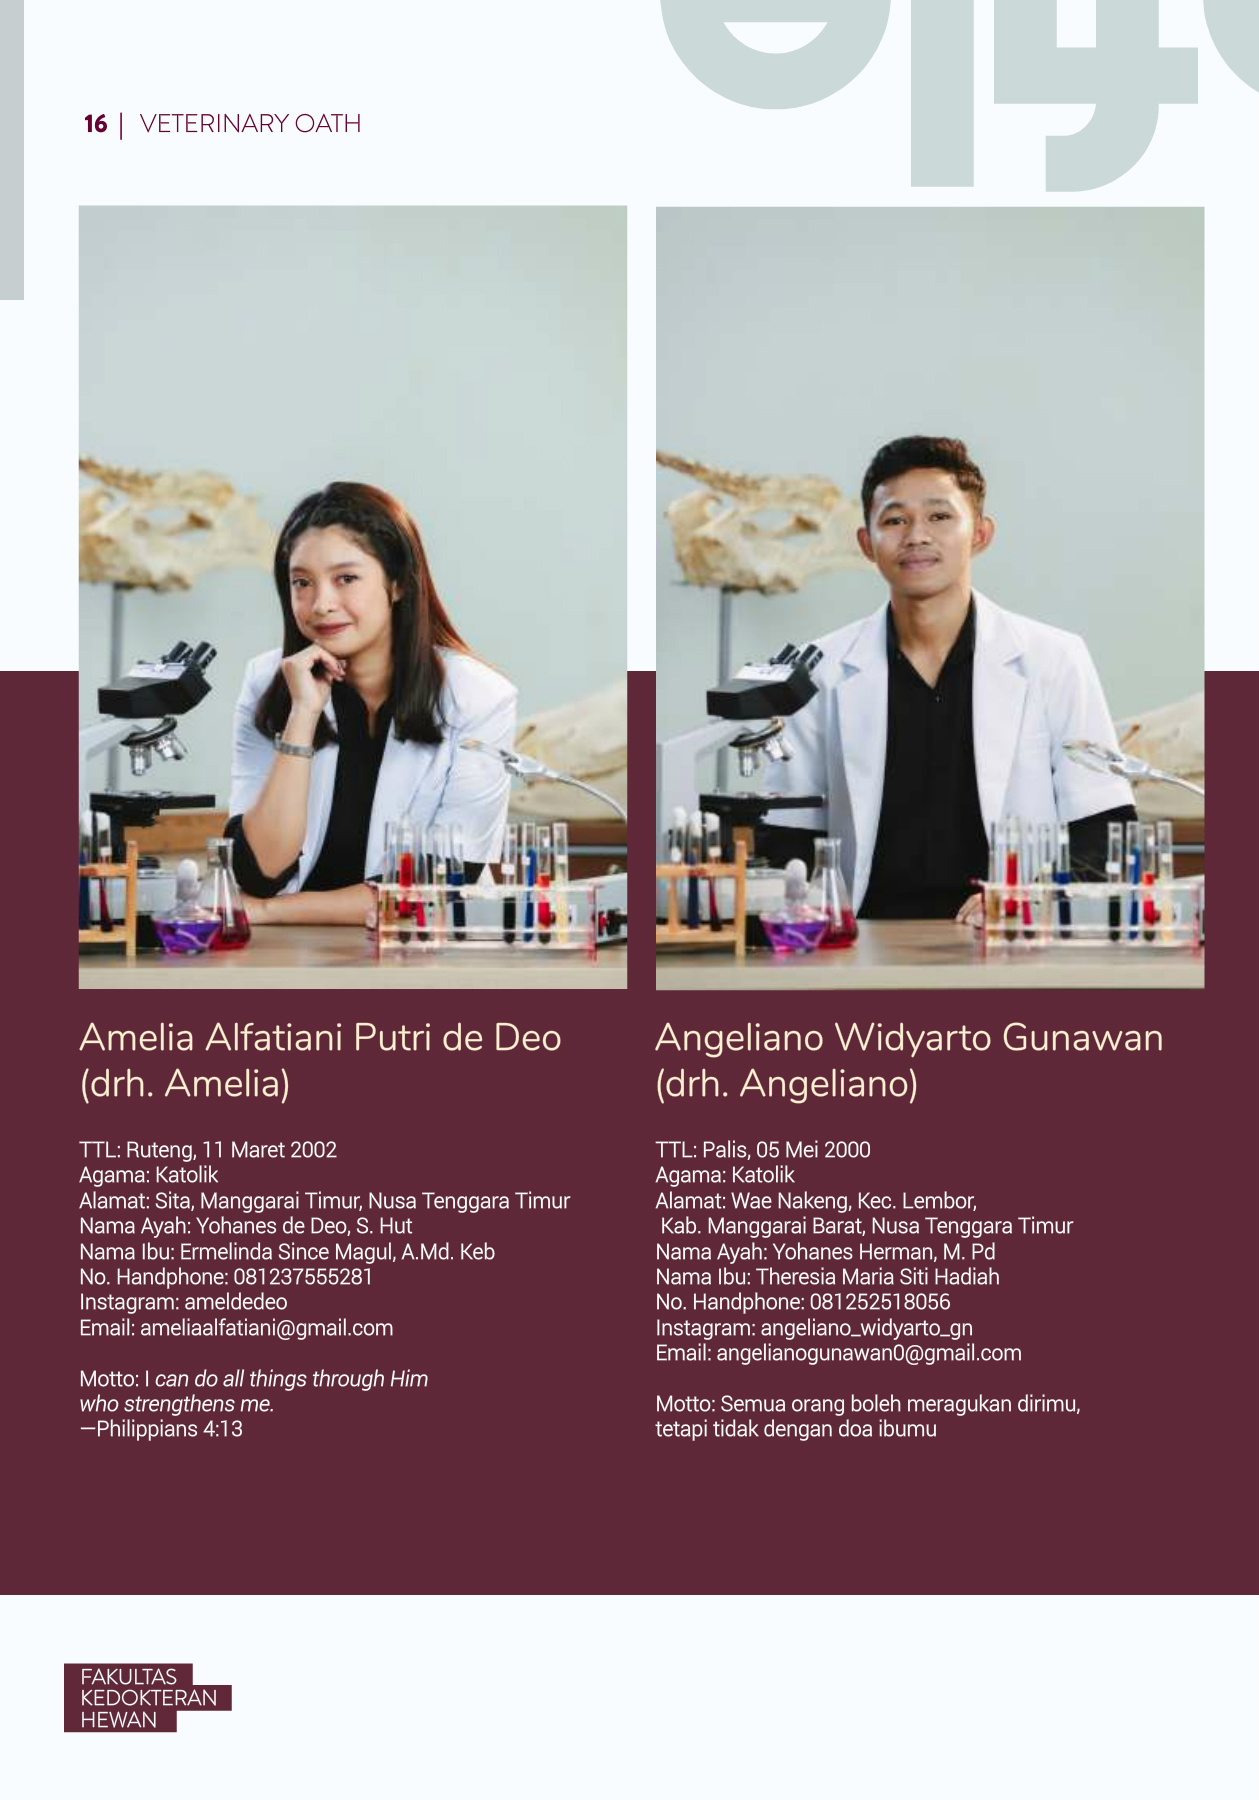 16 | VETERINARY OATH
Amelia Alfatiani Putri de Deo
(drh. Amelia)
TTL: Ruteng, 11 Maret 2002
Agama: Katolik
Alamat: Sita, Manggarai Timur, Nusa Tenggara Timur
Nama Ayah: Yohanes de Deo, S. Hut
Nama Ibu: Ermelinda Since Magul, A.Md. Keb
No. Handphone: 081237555281
Instagram: ameldedeo
Email: ameliaalfatiani@gmail.com
Motto: I can do all things through Him
who strengthens me.
—Philippians 4:13
Angeliano Widyarto Gunawan
(drh. Angeliano)
TTL: Palis, 05 Mei 2000
Agama: Katolik
Alamat: Wae Nakeng, Kec. Lembor,
Kab. Manggarai Barat, Nusa Tenggara Timur
Nama Ayah: Yohanes Herman, M. Pd
Nama Ibu: Theresia Maria Siti Hadiah
No. Handphone: 081252518056
Instagram: angeliano_widyarto_gn
Email: angelianogunawan0@gmail.com
Motto: Semua orang boleh meragukan dirimu,
tetapi tidak dengan doa ibumu
FAKULTAS
KEDOKTERAN
HEWAN